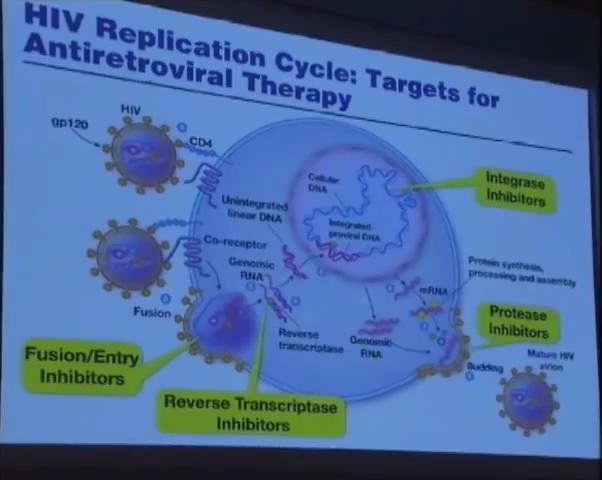 HIV Replication Cycle: Targets for
Antiretroviral Therapy
HIV
gp120
CD4
Cellular
DNA
Integrase
Inhibitors
Unintegrated
linear DNA
Integrated
proviral DNA
Co-receptor
Genomic
RNA
Protein synthesis,
processing and assembly
mRNA
Fusion
Reverse
transcriptase
Genomic
RNA
Protease
Inhibitors
Fusion/Entry
Inhibitors
Budding
Mature HIV
virion
Reverse Transcriptase
Inhibitors